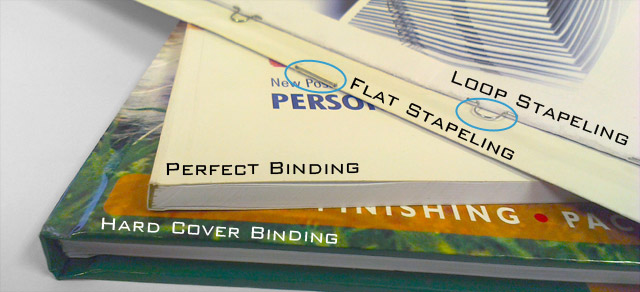 LOOP STAPELING
FLAT STAPELING
New Pos
PERSO
PERFECT BINDING
FINISHING • PAC
HARD COVER BINDING